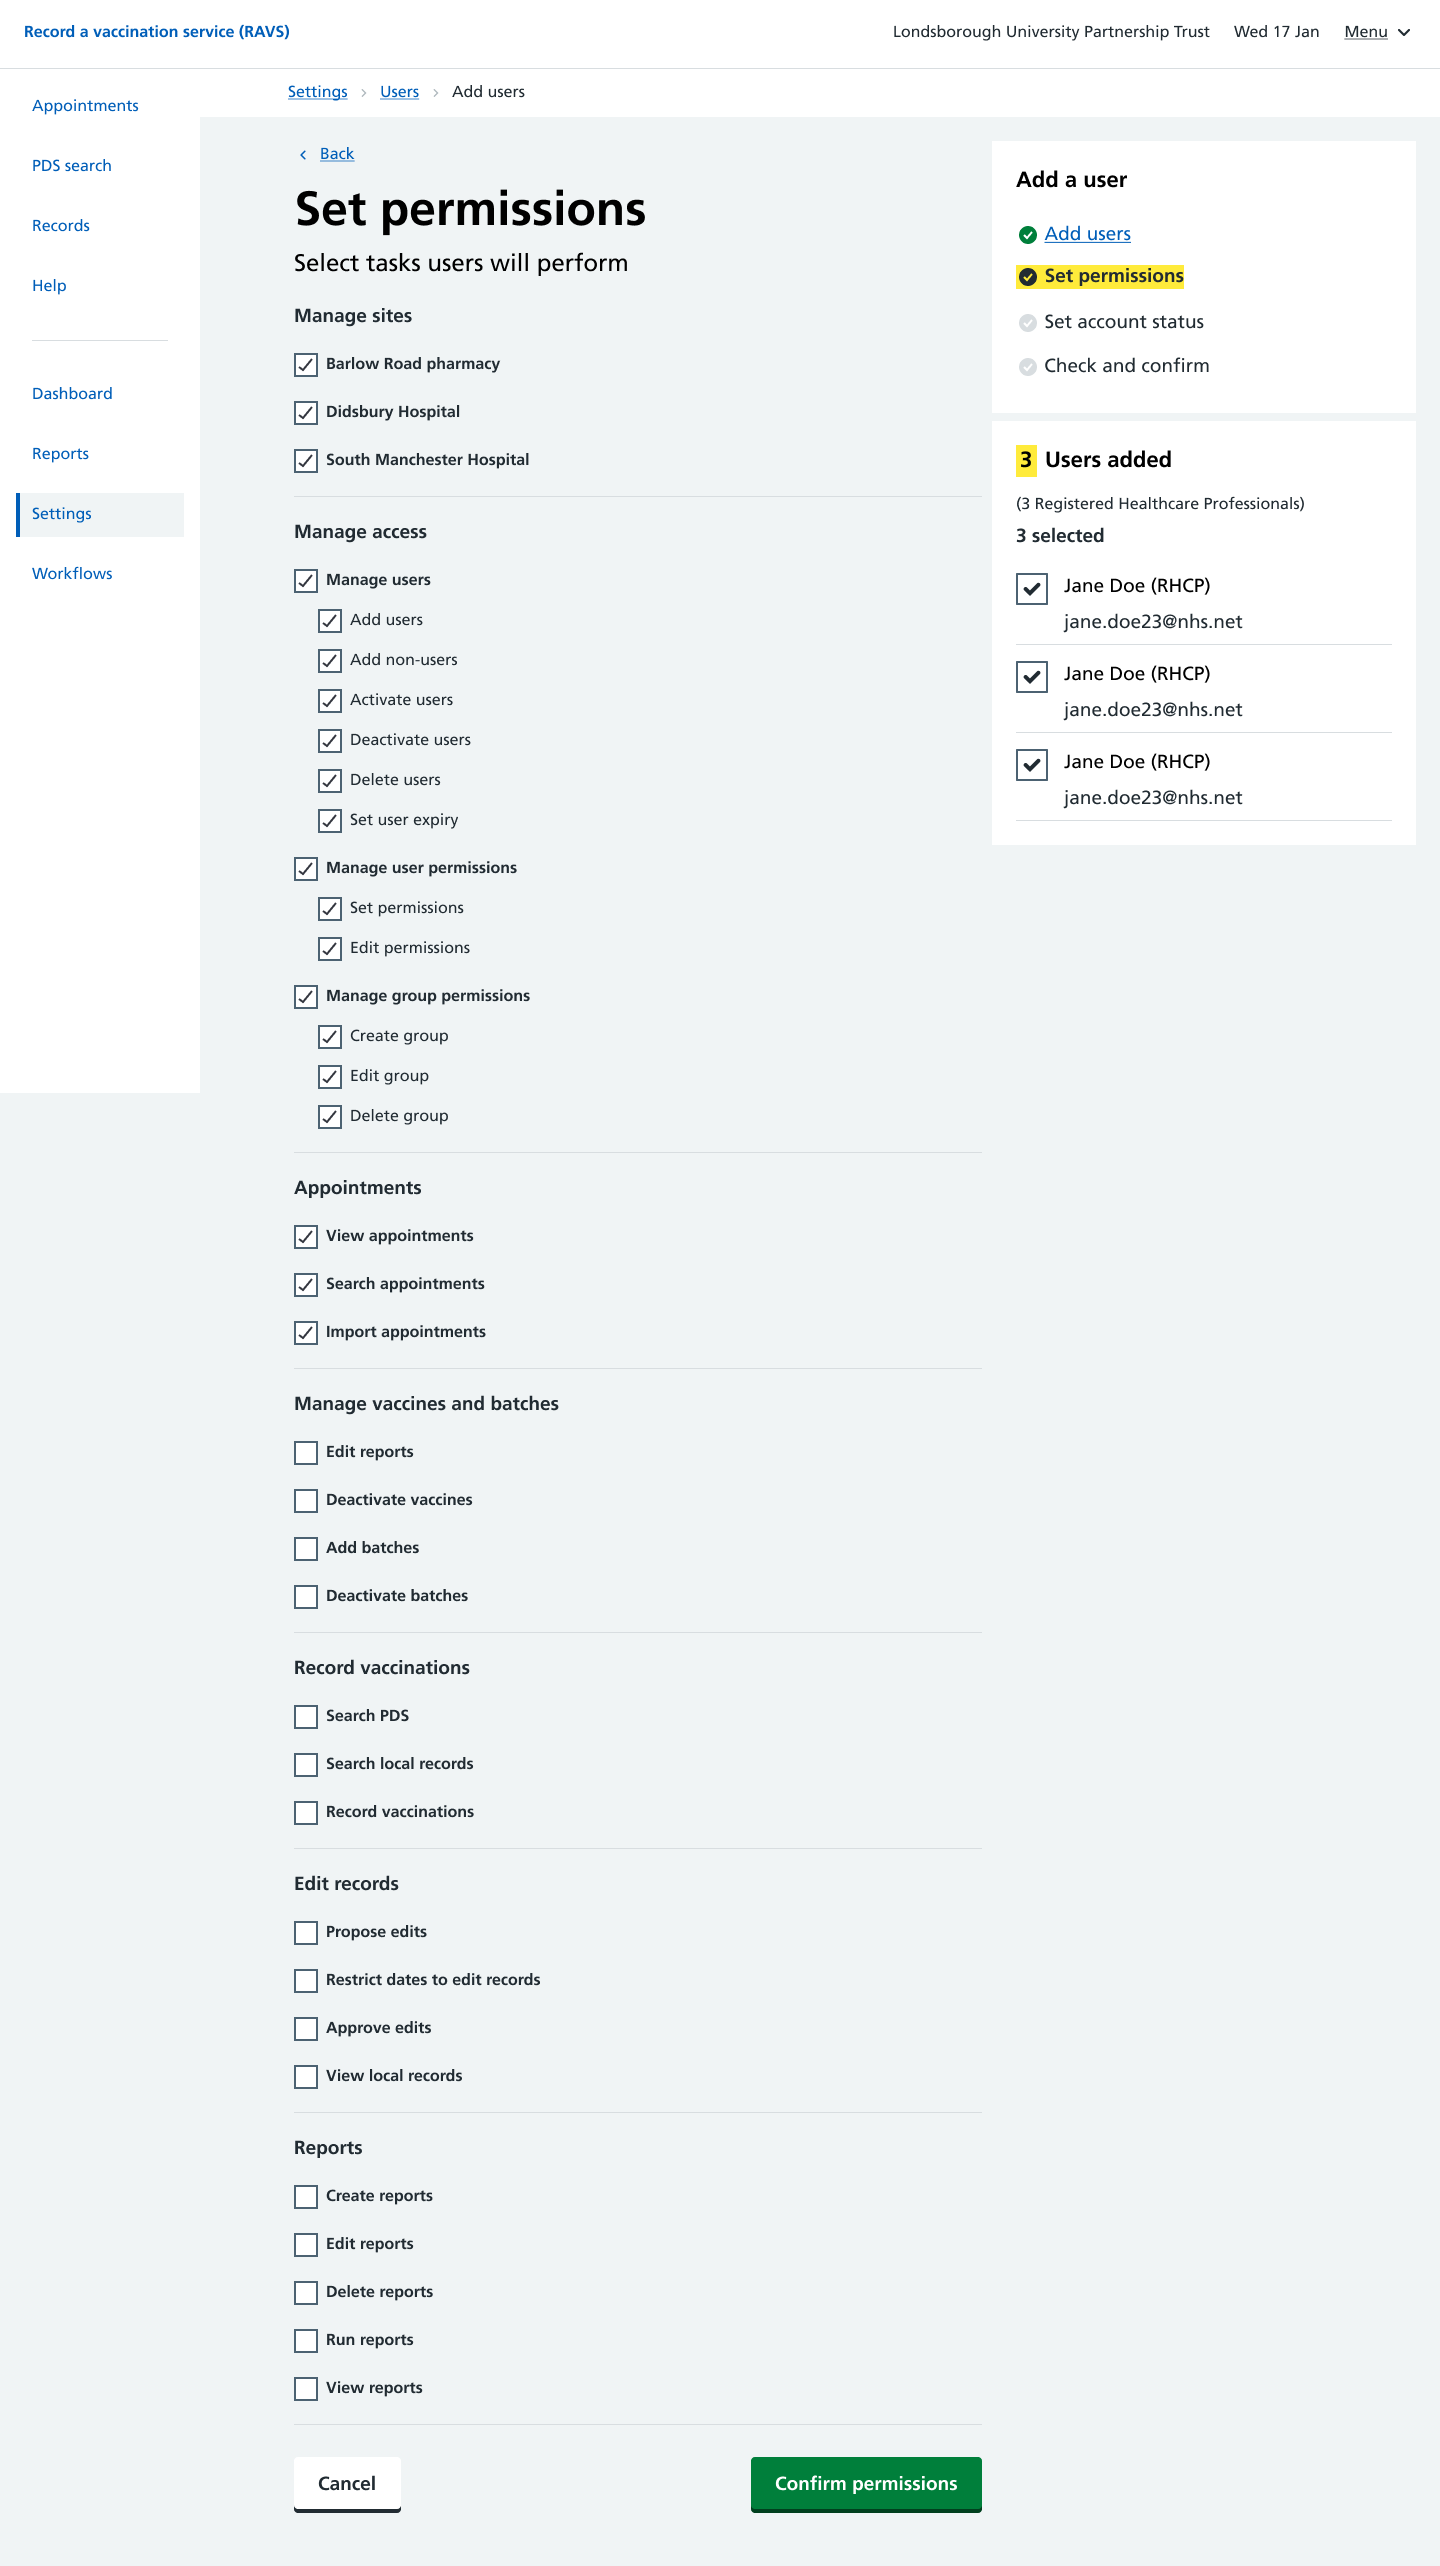 Record a vaccination service (RAVS)
Londsborough University Partnership Trust
Wed 17 Jan
Menu
Appointments
PDS search
Records
Help
Dashboard
Reports
Settings
Workflows
Settings > Users > Add users
Back
Set permissions
Select tasks users will perform
Manage sites
Barlow Road pharmacy
Didsbury Hospital
South Manchester Hospital
Manage access
Manage users
Add users
Add non-users
Activate users
Deactivate users
Delete users
Set user expiry
Manage user permissions
Set permissions
Edit permissions
Manage group permissions
Create group
Edit group
Delete group
Appointments
View appointments
Search appointments
Import appointments
Manage vaccines and batches
Edit reports
Deactivate vaccines
Add batches
Deactivate batches
Record vaccinations
Search PDS
Search local records
Record vaccinations
Edit records
Propose edits
Restrict dates to edit records
Approve edits
View local records
Reports
Create reports
Edit reports
Delete reports
Run reports
View reports
Cancel
Confirm permissions
Add a user
Add users
Set permissions
Set account status
Check and confirm
3 Users added
(3 Registered Healthcare Professionals)
3 selected
Jane Doe (RHCP)
jane.doe23@nhs.net
Jane Doe (RHCP)
jane.doe23@nhs.net
Jane Doe (RHCP)
jane.doe23@nhs.net